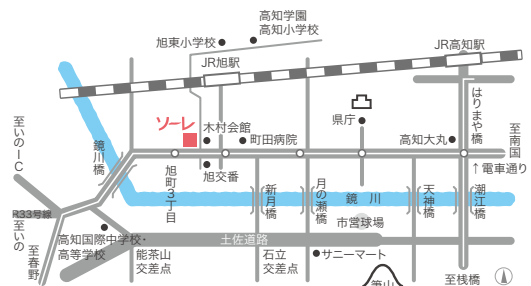 高知学園
高知小学校
旭東小学校
JR旭駅
JR高知駅
ソーレ
木村会館
町田病院
県庁
高知大丸
はりまや橋
至南国
↑電車通り
至いのIC
鏡川橋
旭交番
旭町3丁目
新月橋
月の瀬橋
鏡川
天神橋
潮江橋
市営球場
R33号線
至いの
至春野
高知国際中学校・
高等学校
土佐道路
能茶山
交差点
石立
交差点
サニーマート
筆山
至桟橋